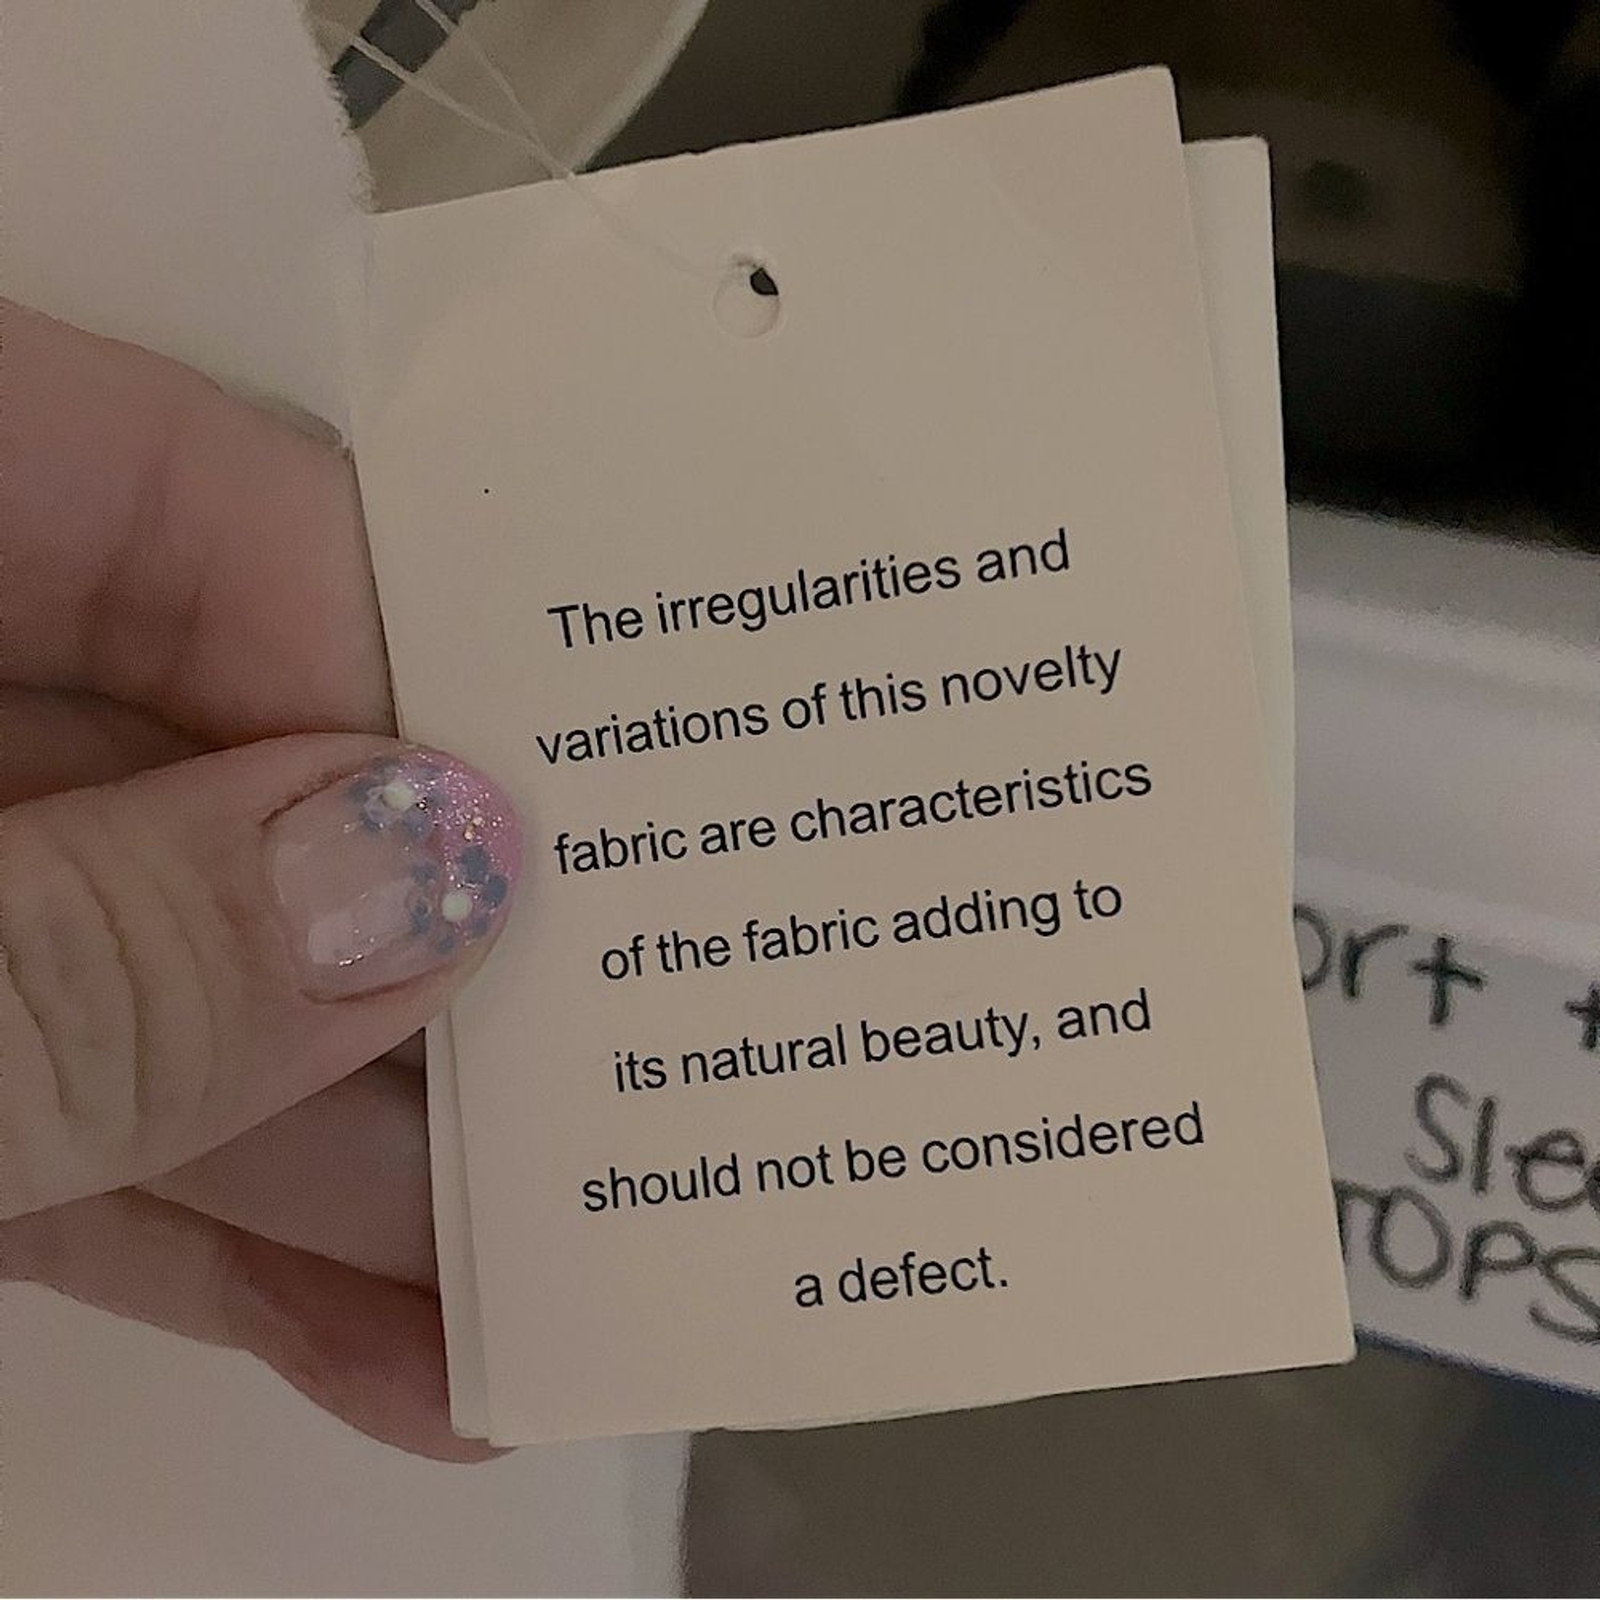 The irregularities and
variations of this novelty
fabric are characteristics
of the fabric adding to
its natural beauty, and
should not be considered
a defect.
TOPS